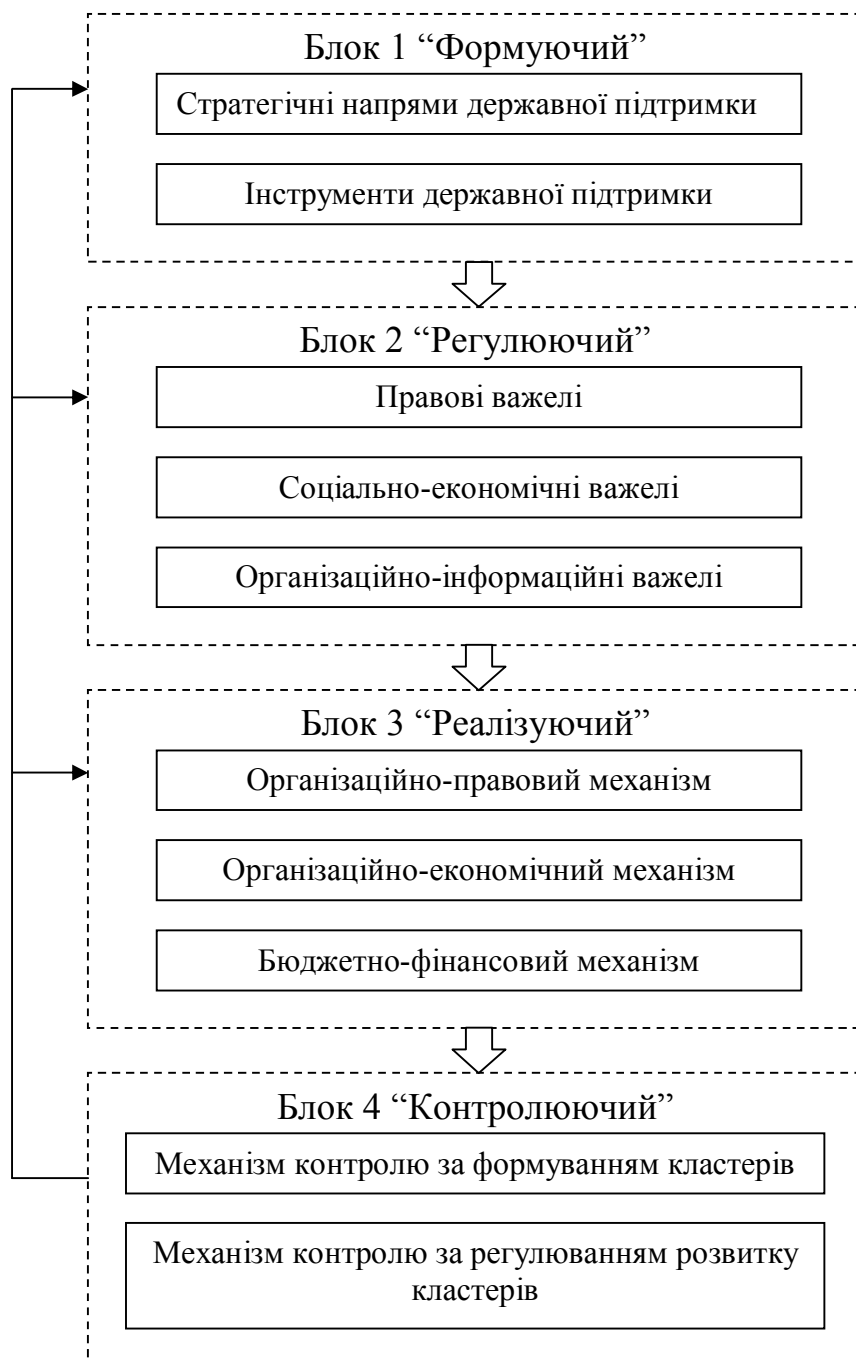 Блок 1 “Формуючий”
Стратегічні напрями державної підтримки
Інструменти державної підтримки
Блок 2 “Регулюючий”
Правові важелі
Соціально-економічні важелі
Організаційно-інформаційні важелі
Блок 3 “Реалізуючий”
Організаційно-правовий механізм
Організаційно-економічний механізм
Бюджетно-фінансовий механізм
Блок 4 “Контролюючий”
Механізм контролю за формуванням кластерів
Механізм контролю за регулюванням розвитку
кластерів